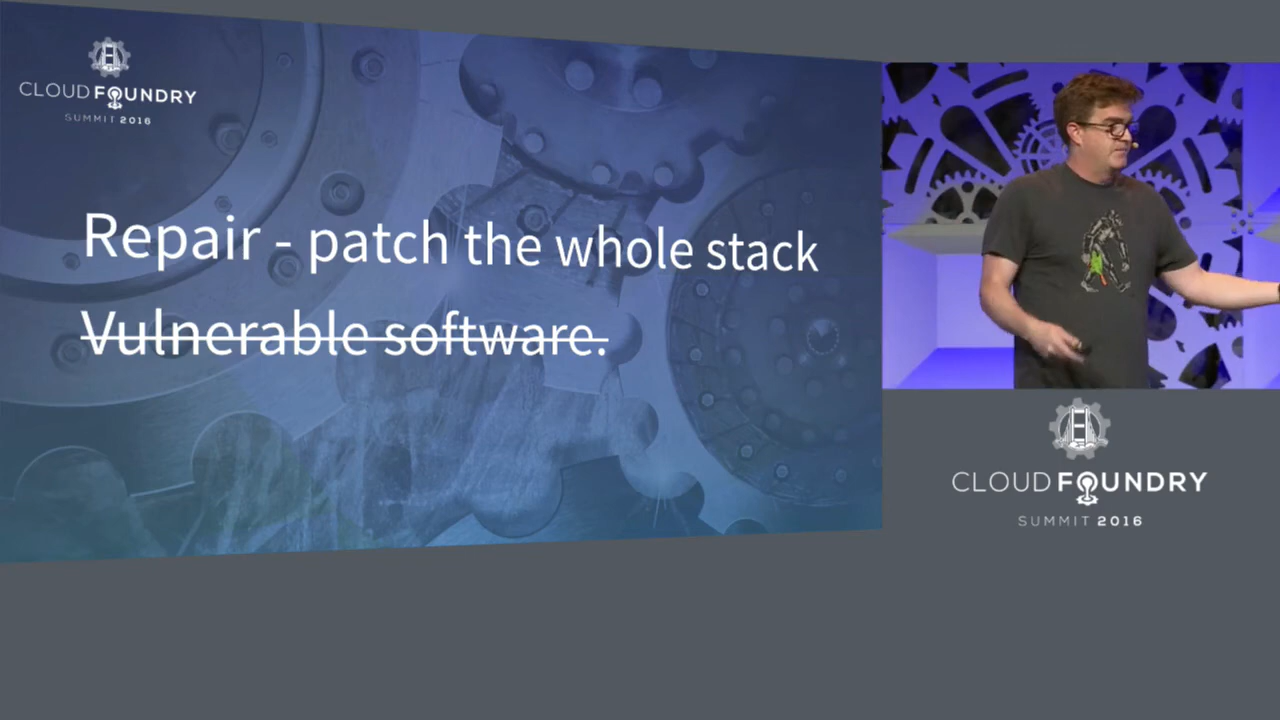 CLOUD FOUNDRY
SUMMIT 2016
Repair - patch the whole stack
Vulnerable software.
CLOUD FOUNDRY
SUMMIT 2016